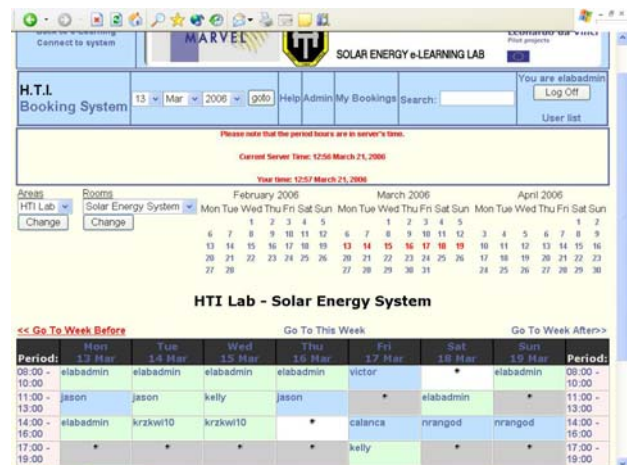 Connect to system
MARVEL
SOLAR ENERGY e-LEARNING LAB
Leonardo da Vinci
Pilot projects
H.T.I.
Booking System
13 Mar 2006 goto
Help Admin My Bookings Search:
You are elabadmin
Log Off
User list
Please note that the period hours are in server's time.
Current Server Time: 12:56 March 21, 2006
Your time: 12:57 March 21, 2006
Areas Rooms
HTI Lab Solar Energy System
Change Change
February 2006 March 2006 April 2006
Mon Tue Wed Thu Fri Sat Sun Mon Tue Wed Thu Fri Sat Sun Mon Tue Wed Thu Fri Sat Sun
1 2 3 4 5 1 2 3 4 5 1 2
6 7 8 9 10 11 12 6 7 8 9 10 11 12 3 4 5 6 7 8 9
13 14 15 16 17 18 19 13 14 15 16 17 18 19 10 11 12 13 14 15 16
20 21 22 23 24 25 26 20 21 22 23 24 25 26 17 18 19 20 21 22 23
27 28 27 28 29 30 31 24 25 26 27 28 29 30
HTI Lab - Solar Energy System
<< Go To Week Before Go To This Week Go To Week After>>
Period: Mon 13 Mar Tue 14 Mar Wed 15 Mar Thu 16 Mar Fri 17 Mar Sat 18 Mar Sun 19 Mar Period:
08:00 - 10:00 elabadmin elabadmin elabadmin elabadmin victor * elabadmin 08:00 - 10:00
11:00 - 13:00 jason jason kelly jason * elabadmin * 11:00 - 13:00
14:00 - 16:00 elabadmin krzkwi10 krzkwi10 * calanca nrangod nrangod 14:00 - 16:00
17:00 - 19:00 * * * * kelly * * 17:00 - 19:00